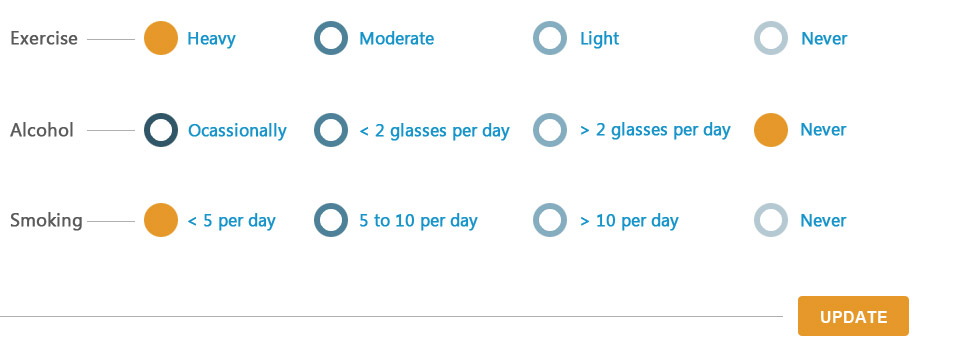 Exercise Heavy Moderate Light Never
Alcohol Ocassionally < 2 glasses per day > 2 glasses per day Never
Smoking < 5 per day 5 to 10 per day > 10 per day Never
UPDATE